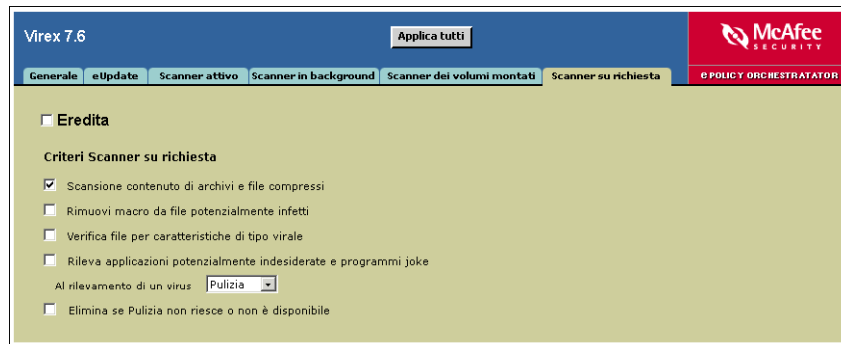 Virex 7.6
Applica tutti
McAfee
SECURITY
Generale eUpdate Scanner attivo Scanner in background Scanner dei volumi montati Scanner su richiesta
e POLICY ORCHESTRATATOR
Eredita
Criteri Scanner su richiesta
Scansione contenuto di archivi e file compressi
Rimuovi macro da file potenzialmente infetti
Verifica file per caratteristiche di tipo virale
Rileva applicazioni potenzialmente indesiderate e programmi joke
Al rilevamento di un virus Pulizia
Elimina se Pulizia non riesce o non è disponibile